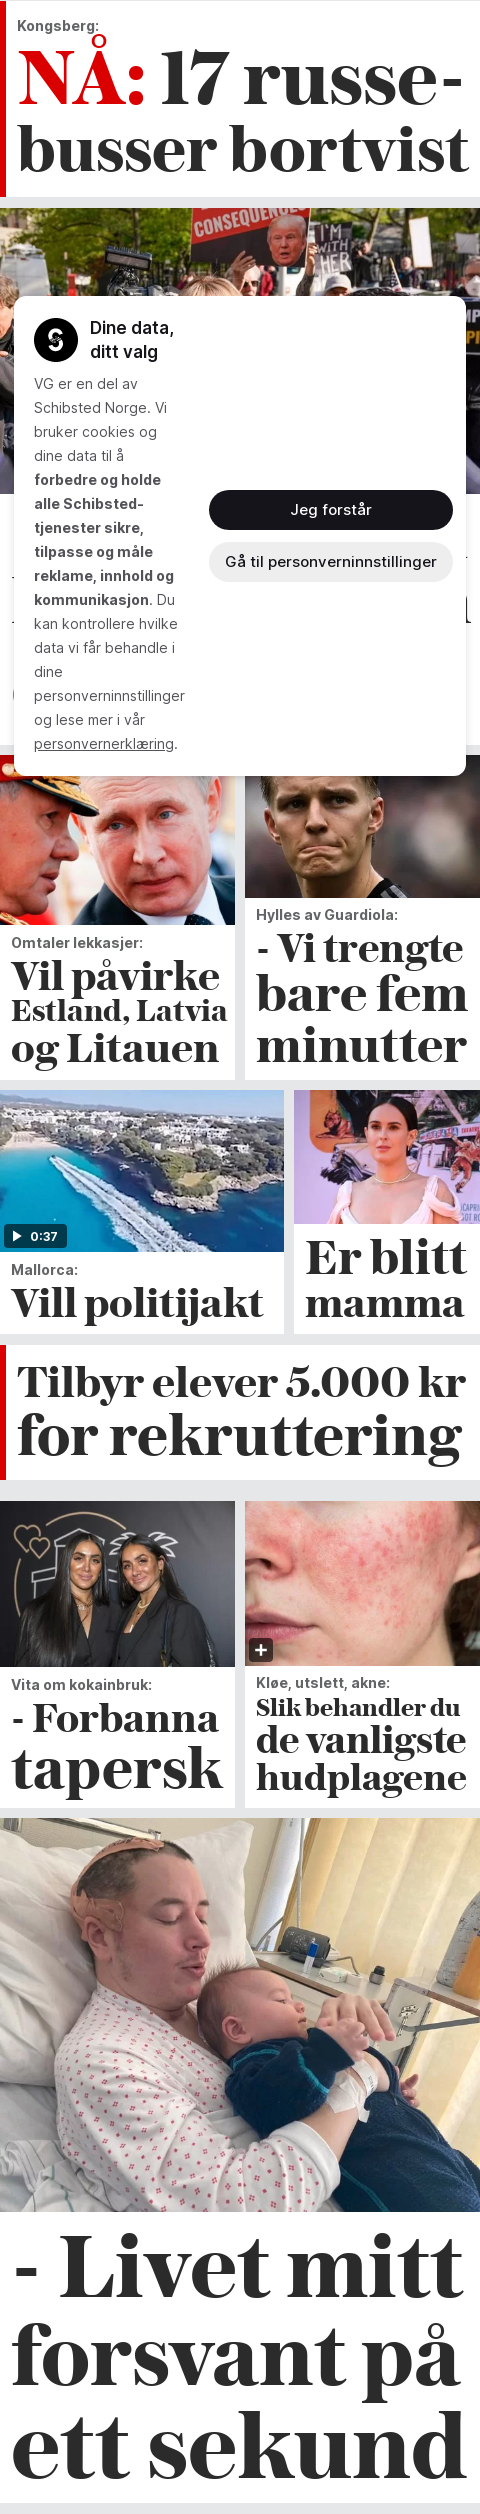 Kongsberg:
NÅ: 17 russe-
busser bortvist
CONSEQUENCES
I'M
WITH
HER
Dine data,
ditt valg
VG er en del av
Schibsted Norge. Vi
bruker cookies og
dine data til å
forbedre og holde
alle Schibsted-
tjenester sikre,
tilpasse og måle
reklame, innhold og
kommunikasjon. Du
kan kontrollere hvilke
data vi får behandle i
dine
personverninnstillinger
og lese mer i vår
personvernerklæring.
Jeg forstår
Gå til personverninnstillinger
Omtaler lekkasjer:
Vil påvirke
Estland, Latvia
og Litauen
Hylles av Guardiola:
- Vi trengte
bare fem
minutter
0:37
Mallorca:
Vill politijakt
Er blitt
mamma
Tilbyr elever 5.000 kr
for rekruttering
Vita om kokainbruk:
- Forbanna
tapersk
Kløe, utslett, akne:
Slik behandler du
de vanligste
hudplagene
- Livet mitt
forsvant på
ett sekund